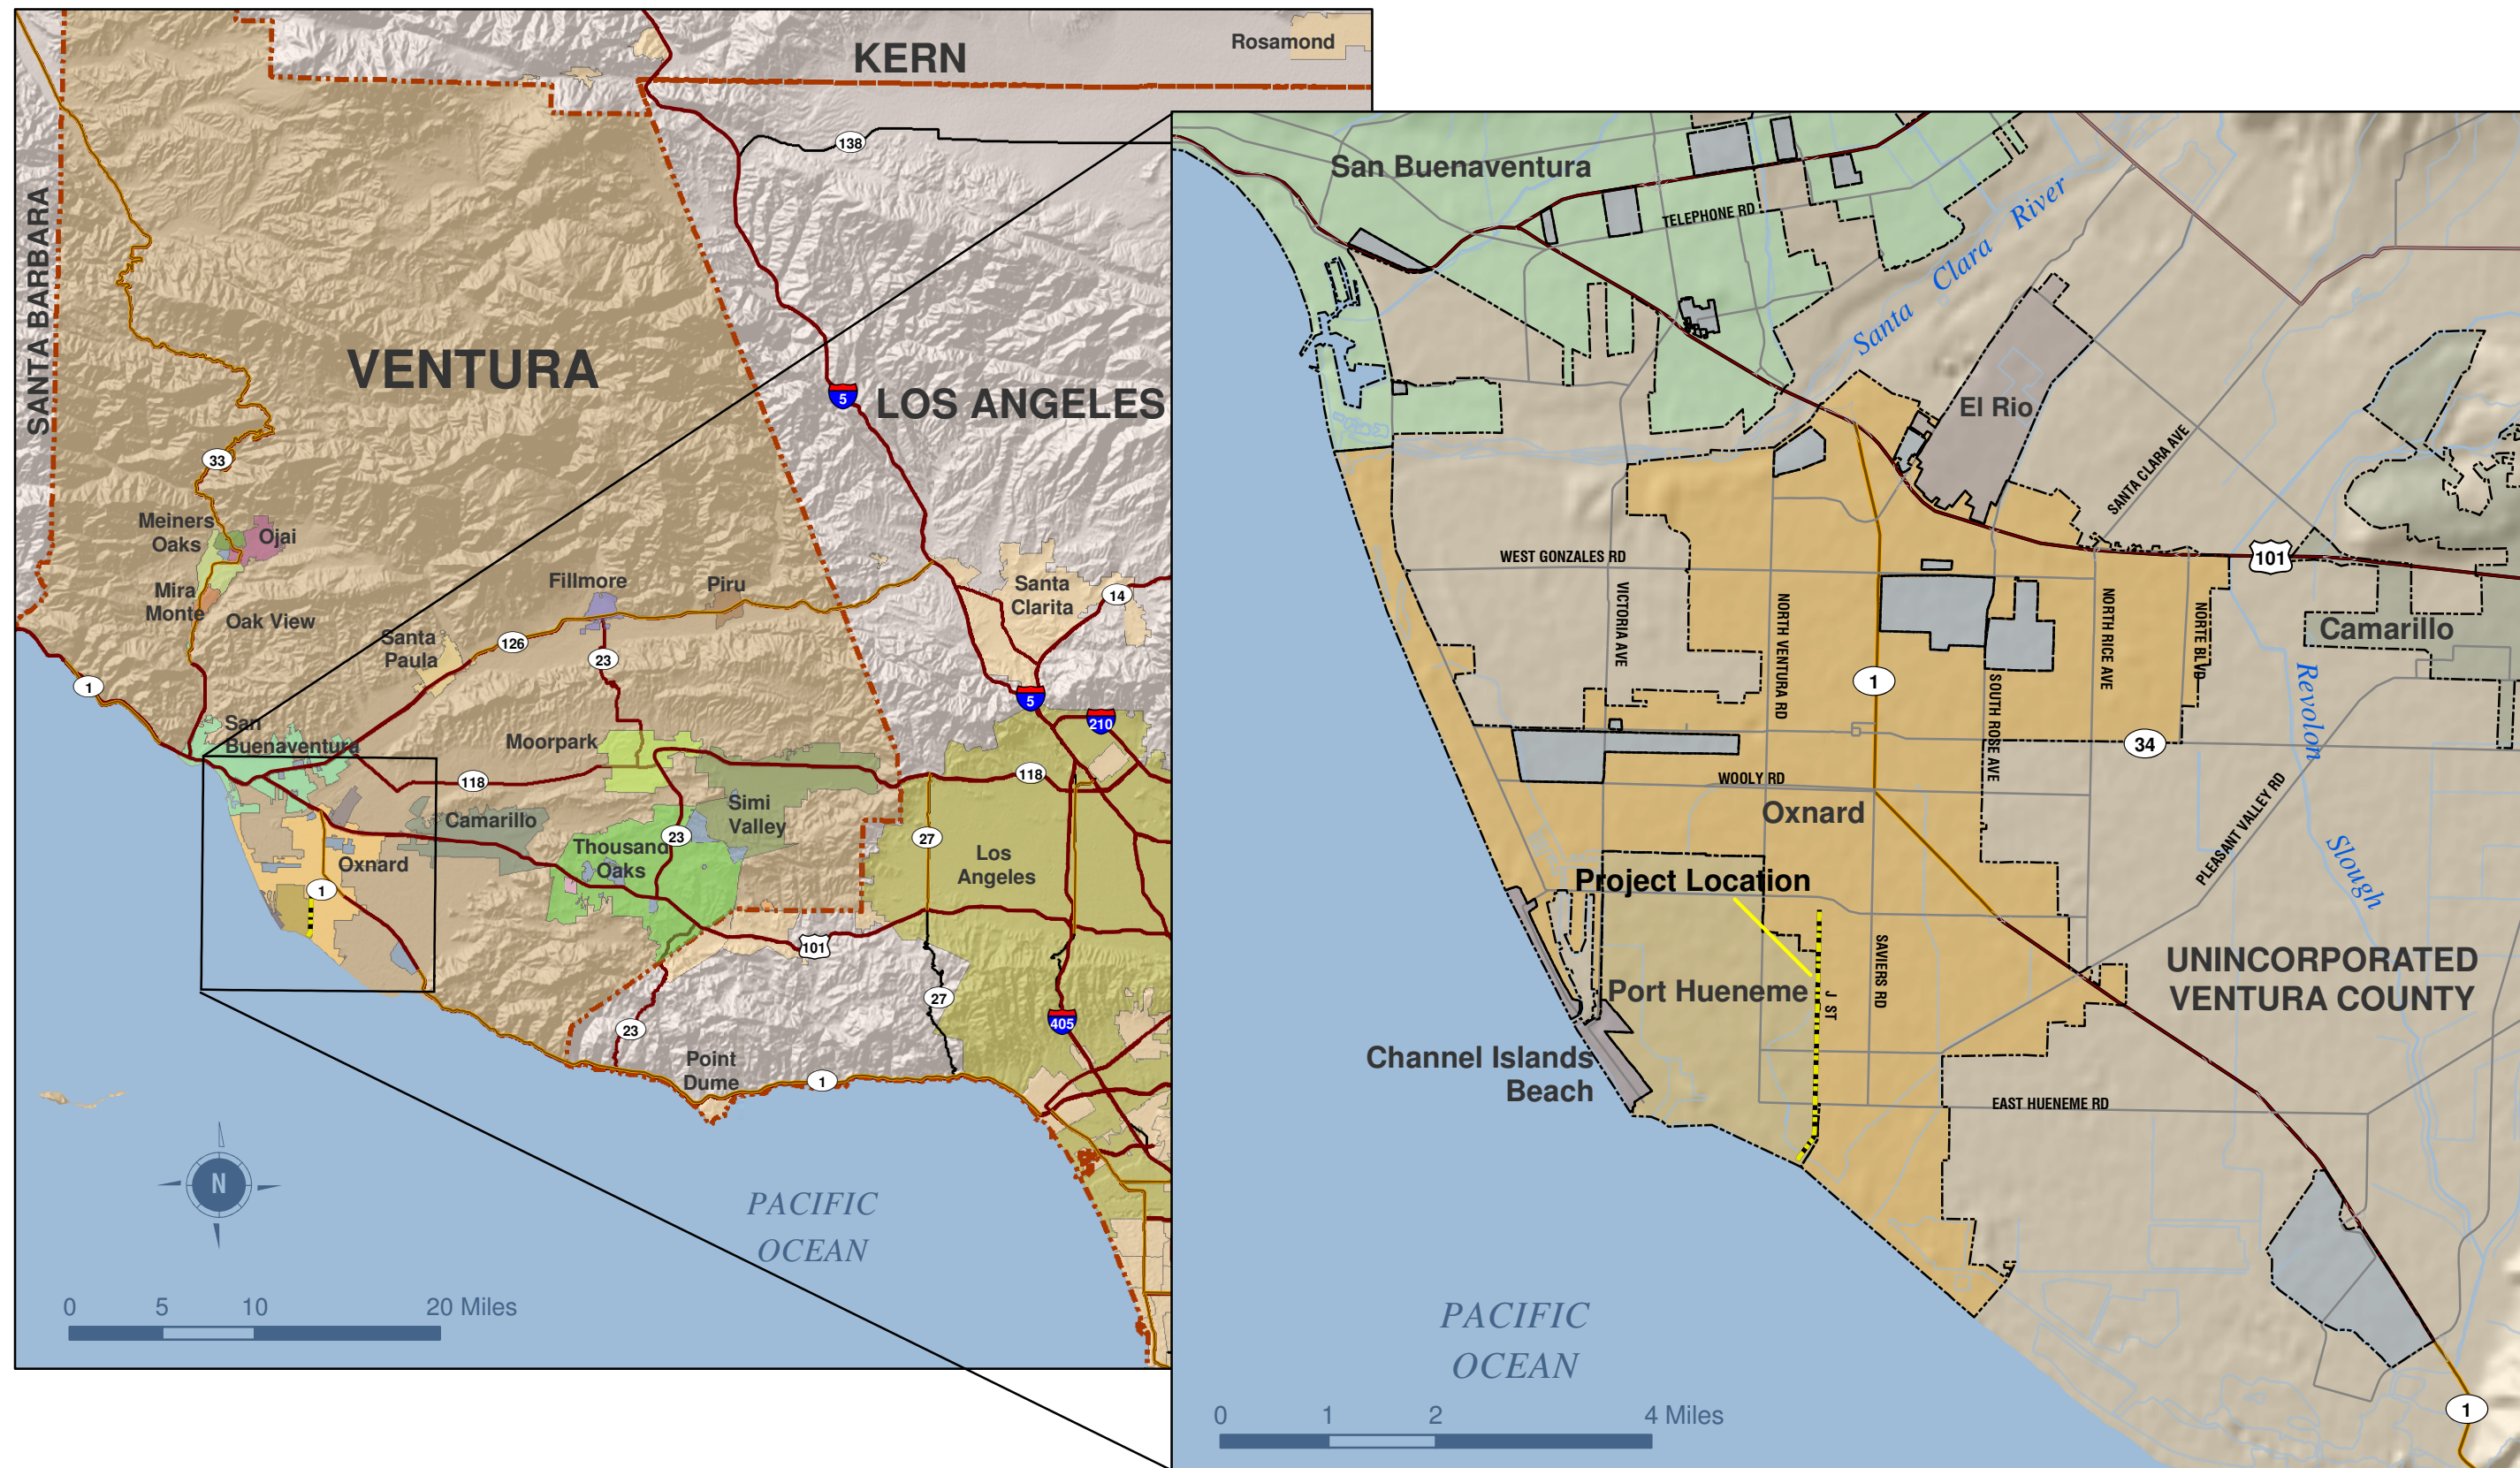 KERN
Rosamond
138
SANTA BARBARA
VENTURA
5
LOS ANGELES
33
Meiners
Oaks
Ojai
Mira
Monte
Oak View
Fillmore
Piru
Santa
Clarita
14
Santa
Paula
126
23
1
5
210
San
Buenaventura
Moorpark
118
118
Camarillo
Simi
Valley
23
27
Thousand
Oaks
Los
Angeles
Oxnard
1
101
27
405
23
Point
Dume
1
N
PACIFIC
OCEAN
0 5 10 20 Miles
San Buenaventura
TELEPHONE RD
Santa Clara River
El Rio
SANTA CLARA AVE
101
WEST GONZALES RD
VICTORIA AVE
NORTH VENTURA RD
NORTH RICE AVE
NORTE BLVD
Camarillo
1
SOUTH ROSE AVE
34
Revolon Slough
WOOLY RD
Oxnard
PLEASANT VALLEY RD
Project Location
SAVIERS RD
J ST
Port Hueneme
UNINCORPORATED
VENTURA COUNTY
Channel Islands
Beach
EAST HUENEME RD
PACIFIC
OCEAN
0 1 2 4 Miles
1